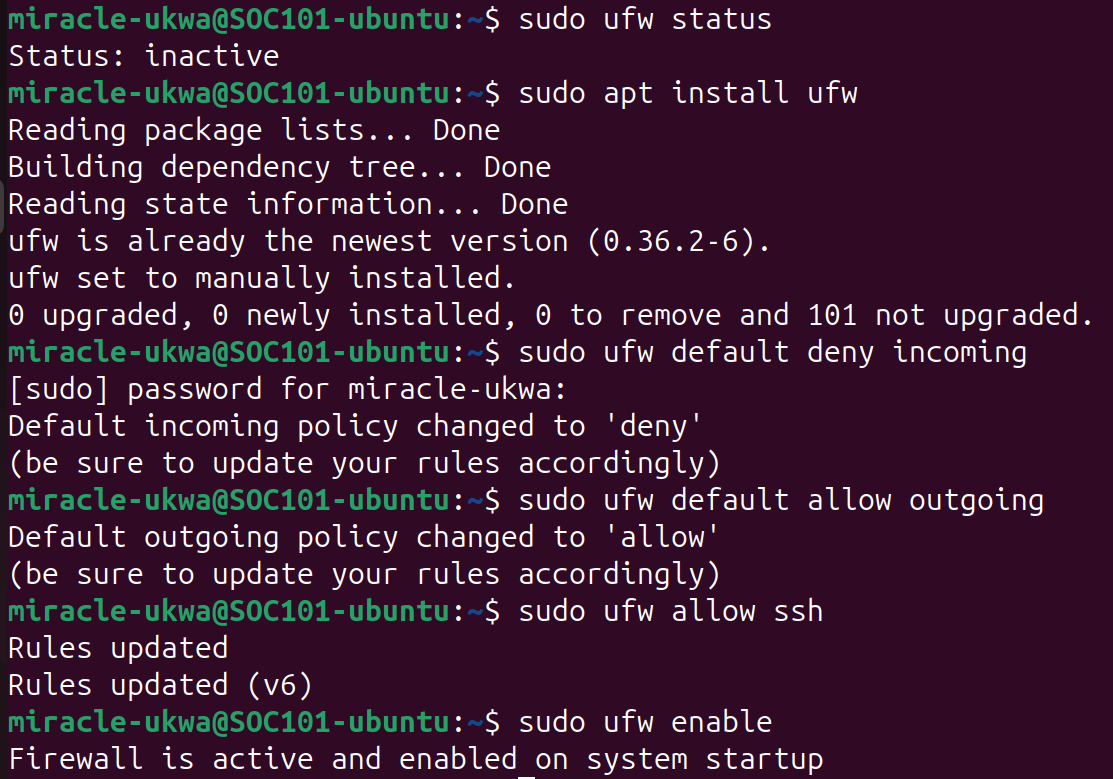 miracle-ukwa@SOC101-ubuntu:~$ sudo ufw status
Status: inactive
miracle-ukwa@SOC101-ubuntu:~$ sudo apt install ufw
Reading package lists... Done
Building dependency tree... Done
Reading state information... Done
ufw is already the newest version (0.36.2-6).
ufw set to manually installed.
0 upgraded, 0 newly installed, 0 to remove and 101 not upgraded.
miracle-ukwa@SOC101-ubuntu:~$ sudo ufw default deny incoming
[sudo] password for miracle-ukwa:
Default incoming policy changed to 'deny'
(be sure to update your rules accordingly)
miracle-ukwa@SOC101-ubuntu:~$ sudo ufw default allow outgoing
Default outgoing policy changed to 'allow'
(be sure to update your rules accordingly)
miracle-ukwa@SOC101-ubuntu:~$ sudo ufw allow ssh
Rules updated
Rules updated (v6)
miracle-ukwa@SOC101-ubuntu:~$ sudo ufw enable
Firewall is active and enabled on system startup